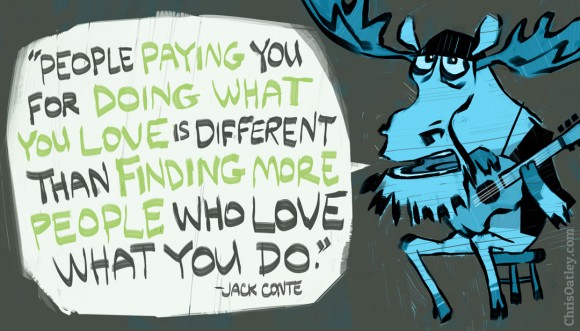 "PEOPLE PAYING YOU
FOR DOING WHAT
YOU LOVE IS DIFFERENT
THAN FINDING MORE
PEOPLE WHO LOVE
WHAT YOU DO."
-JACK CONTE
ChrisOatley.com